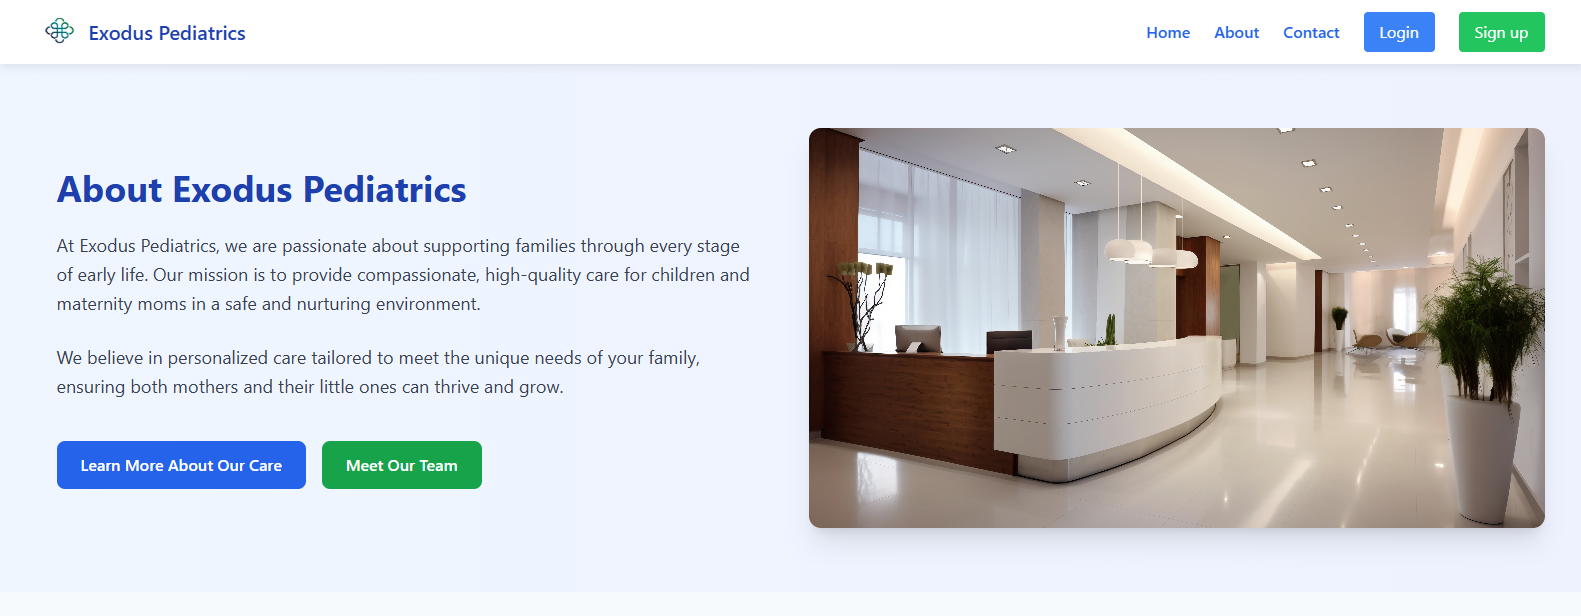 Exodus Pediatrics
Home
About
Contact
Login
Sign up
About Exodus Pediatrics
At Exodus Pediatrics, we are passionate about supporting families through every stage
of early life. Our mission is to provide compassionate, high-quality care for children and
maternity moms in a safe and nurturing environment.
We believe in personalized care tailored to meet the unique needs of your family,
ensuring both mothers and their little ones can thrive and grow.
Learn More About Our Care
Meet Our Team